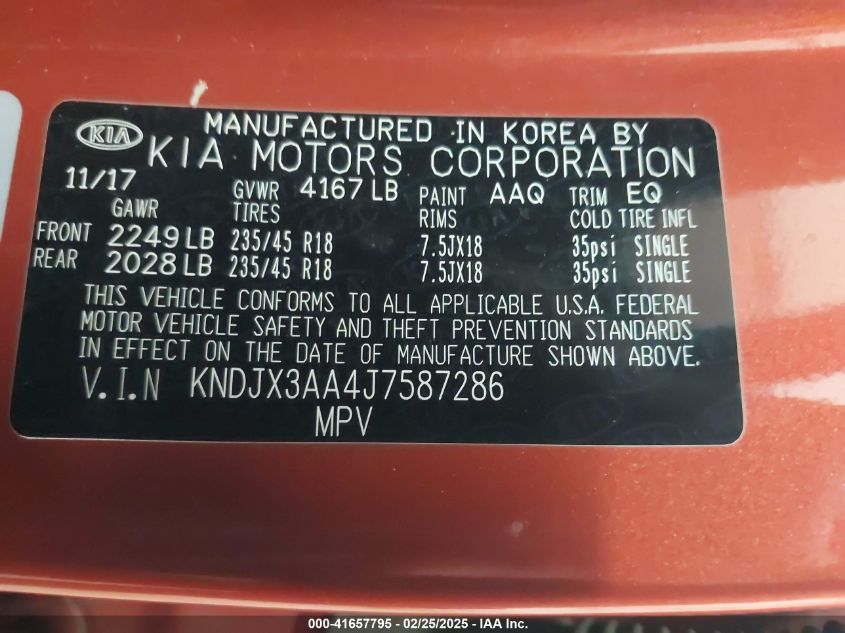 KIA
MANUFACTURED IN KOREA BY
KIA MOTORS CORPORATION
11/17 GVWR 4167 LB PAINT AAQ TRIM EQ
GAWR TIRES RIMS COLD TIRE INFL
FRONT 2249 LB 235/45 R18 7.5JX18 35psi SINGLE
REAR 2028 LB 235/45 R18 7.5JX18 35psi SINGLE
THIS VEHICLE CONFORMS TO ALL APPLICABLE U.S.A. FEDERAL
MOTOR VEHICLE SAFETY AND THEFT PREVENTION STANDARDS
IN EFFECT ON THE DATE OF MANUFACTURE SHOWN ABOVE.
V.I.N KNDJX3AA4J7587286
MPV
000-41657795 - 02/25/2025 - IAA Inc.